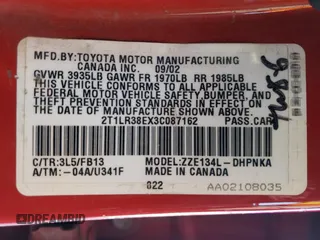 MFD.BY:TOYOTA MOTOR MANUFACTURING
CANADA INC. 09/02
GVWR 3935LB GAWR FR 1970LB RR 1985LB
THIS VEHICLE CONFORMS TO ALL APPLICABLE
FEDERAL MOTOR VEHICLE SAFETY,BUMPER, AND
THEFT PREVENTION STANDARDS IN EFFECT ON
THE DATE OF MANUFACTURE SHOWN ABOVE.
2T1LR38EX3C087162 PASS.CAR
C/TR:3L5/FB13 MODEL:ZZE134L-DHPNKA
A/TM:-04A/U341F MADE IN CANADA
822 AA02108035
DREAMBID